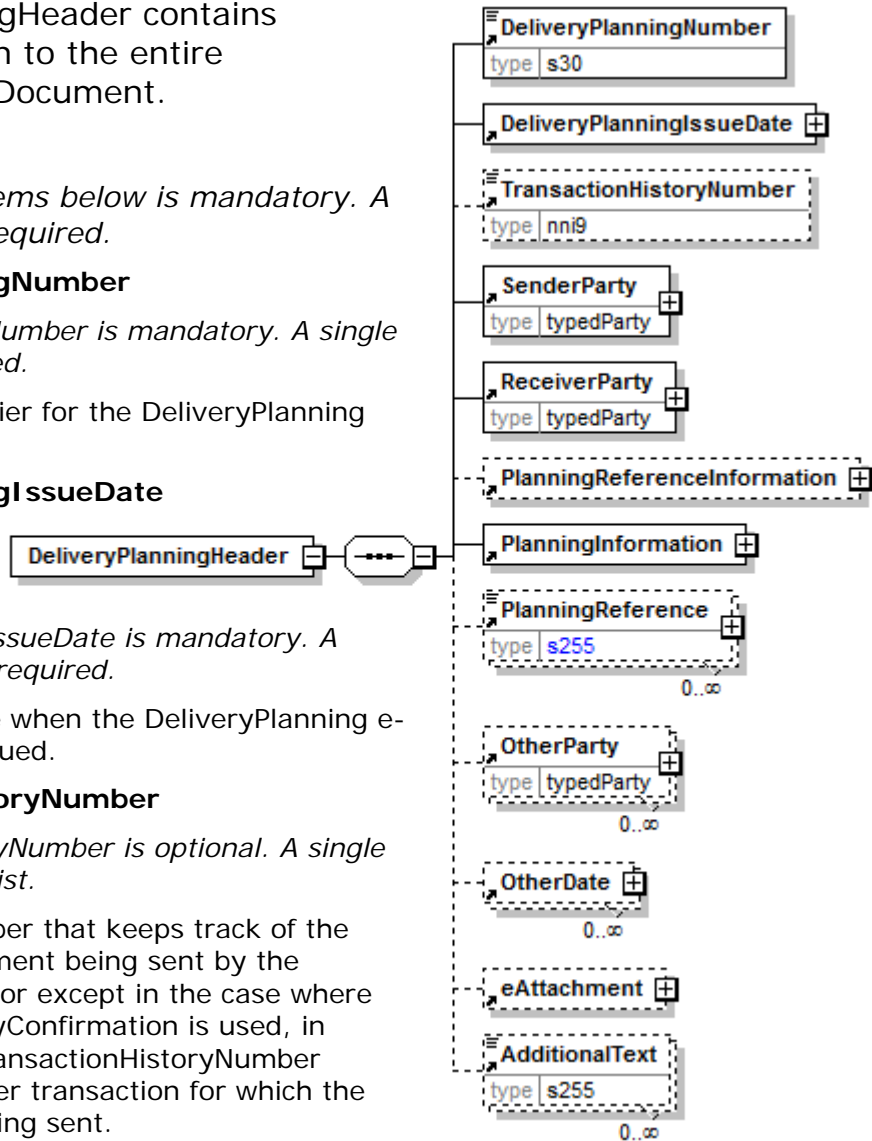 gHeader contains
n to the entire
Document.
ems below is mandatory. A
equired.
gNumber
Number is mandatory. A single
ed.
ier for the DeliveryPlanning
gIssueDate
ssueDate is mandatory. A
required.
when the DeliveryPlanning e-
ued.
oryNumber
yNumber is optional. A single
ist.
ber that keeps track of the
ment being sent by the
or except in the case where
yConfirmation is used, in
ansactionHistoryNumber
er transaction for which the
ing sent.
DeliveryPlanningHeader
DeliveryPlanningNumber
type s30
DeliveryPlanningIssueDate
TransactionHistoryNumber
type nni9
SenderParty
type typedParty
ReceiverParty
type typedParty
PlanningReferenceInformation
PlanningInformation
PlanningReference
type s255
0..∞
OtherParty
type typedParty
0..∞
OtherDate
0..∞
eAttachment
AdditionalText
type s255
0..∞